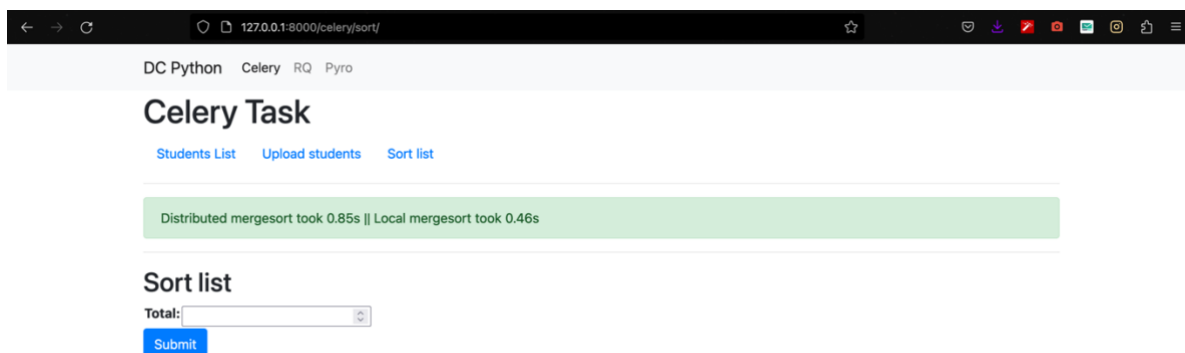 127.0.0.1:8000/celery/sort/
DC Python Celery RQ Pyro
Celery Task
Students List Upload students Sort list
Distributed mergesort took 0.85s || Local mergesort took 0.46s
Sort list
Total:
Submit